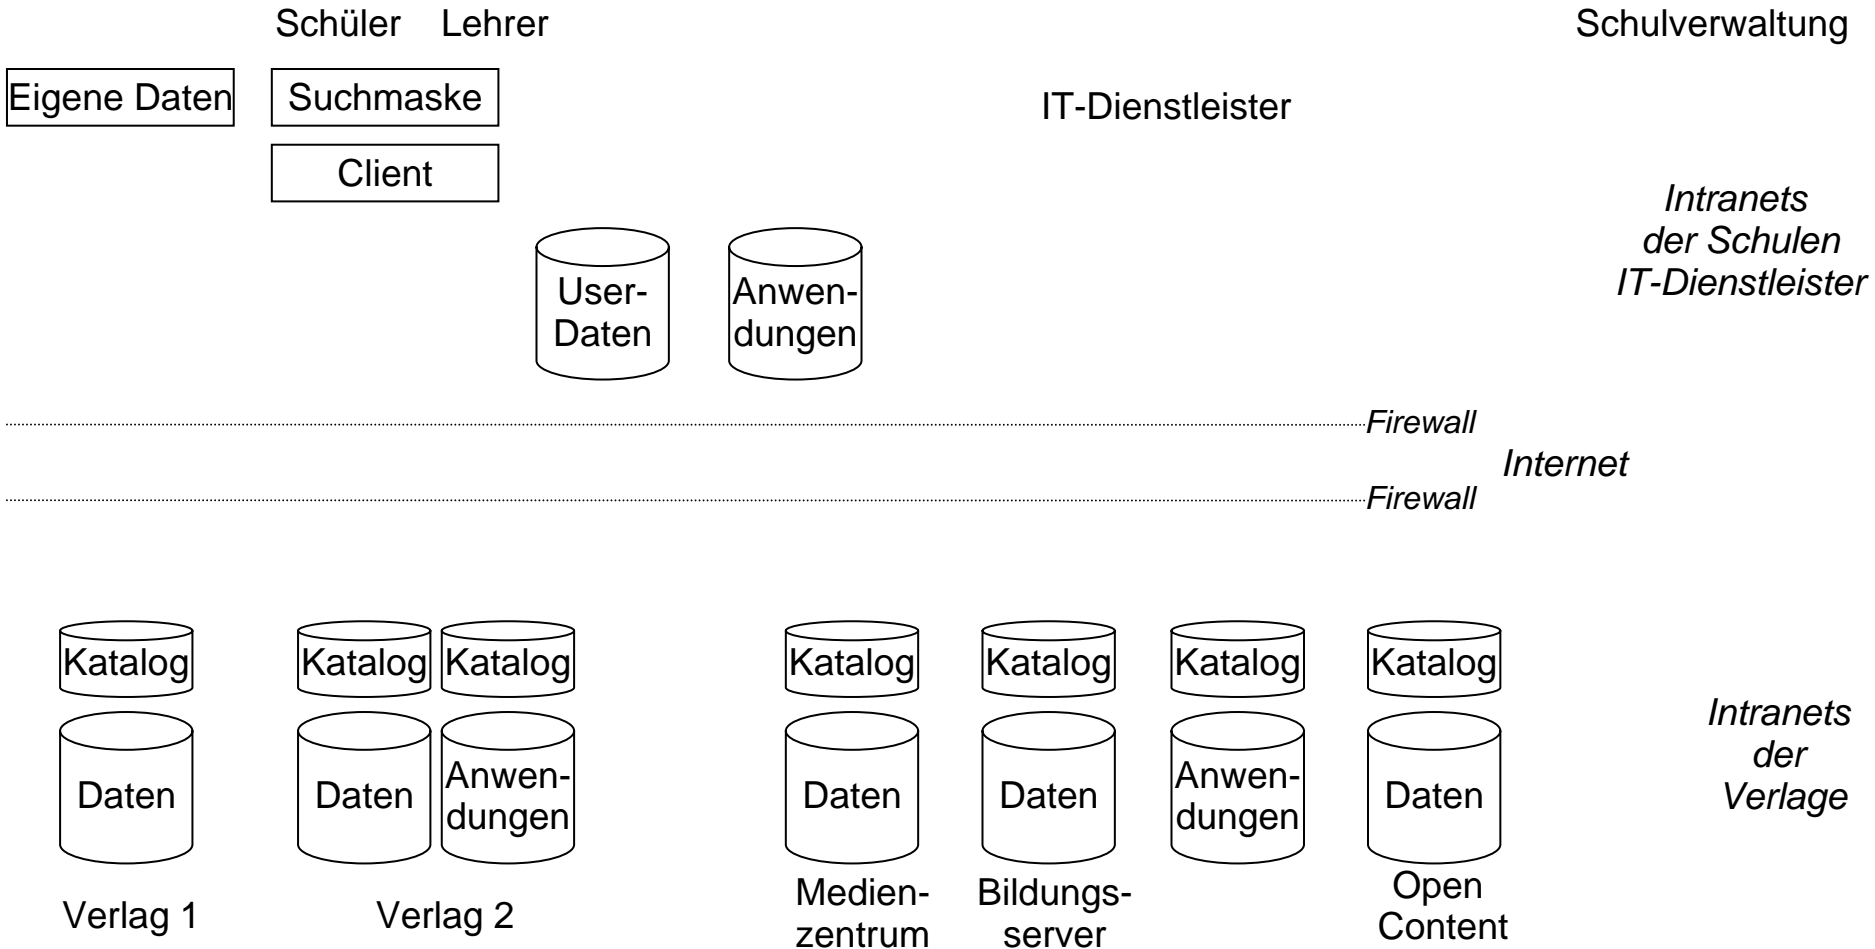 Schüler Lehrer Schulverwaltung
Eigene Daten Suchmaske IT-Dienstleister
Client
Intranets
der Schulen
IT-Dienstleister
User-
Daten
Anwen-
dungen
Firewall
Internet
Firewall
Katalog Katalog Katalog Katalog Katalog Katalog Katalog
Daten
Daten
Anwen-
dungen
Daten
Daten
Anwen-
dungen
Daten
Intranets
der
Verlage
Verlag 1
Verlag 2
Medien-
zentrum
Bildungs-
server
Open
Content